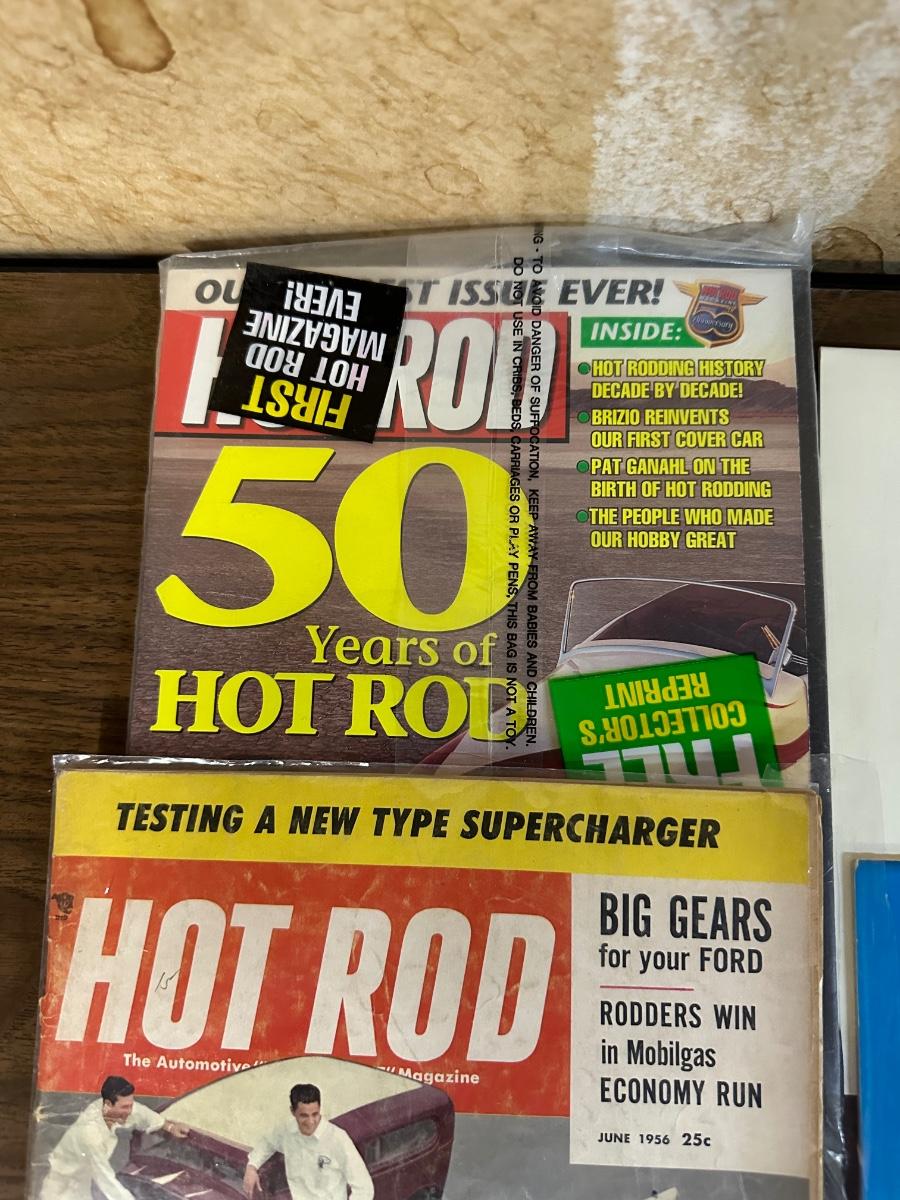 OU ST ISSUE EVER!
HOT ROD
FIRST
HOT ROD
MAGAZINE
EVER!
INSIDE:
HOT RODDING HISTORY
DECADE BY DECADE!
BRIZIO REINVENTS
OUR FIRST COVER CAR
PAT GANAHL ON THE
BIRTH OF HOT RODDING
THE PEOPLE WHO MADE
OUR HOBBY GREAT
50
Years of
HOT ROD
NG - TO AVOID DANGER OF SUFFOCATION, KEEP AWAY FROM BABIES AND CHILDREN.
DO NOT USE IN CRIBS, BEDS, CARRIAGES OR PLAY PENS, THIS BAG IS NOT A TOY.
FREE
COLLECTOR'S
REPRINT
TESTING A NEW TYPE SUPERCHARGER
HOT ROD
The Automotive Magazine
BIG GEARS
for your FORD
RODDERS WIN
in Mobilgas
ECONOMY RUN
JUNE 1956 25c